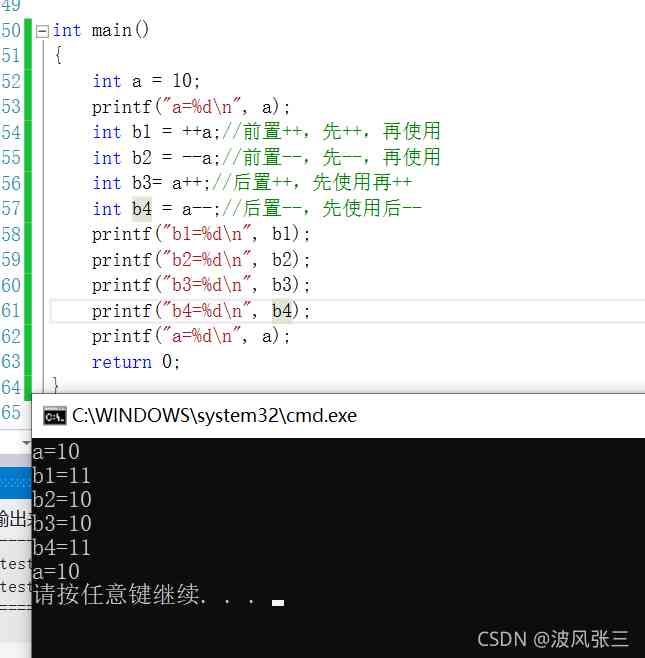 49
50 int main()
51 {
52 int a = 10;
53 printf("a=%d\n", a);
54 int b1 = ++a;//前置++，先++，再使用
55 int b2 = --a;//前置--，先--，再使用
56 int b3= a++;//后置++，先使用再++
57 int b4 = a--;//后置--，先使用后--
58 printf("b1=%d\n", b1);
59 printf("b2=%d\n", b2);
60 printf("b3=%d\n", b3);
61 printf("b4=%d\n", b4);
62 printf("a=%d\n", a);
63 return 0;
64 }
65
C:\WINDOWS\system32\cmd.exe
a=10
b1=11
b2=10
b3=10
b4=11
a=10
请按任意键继续. . .
输出
test
test
CSDN @波风张三